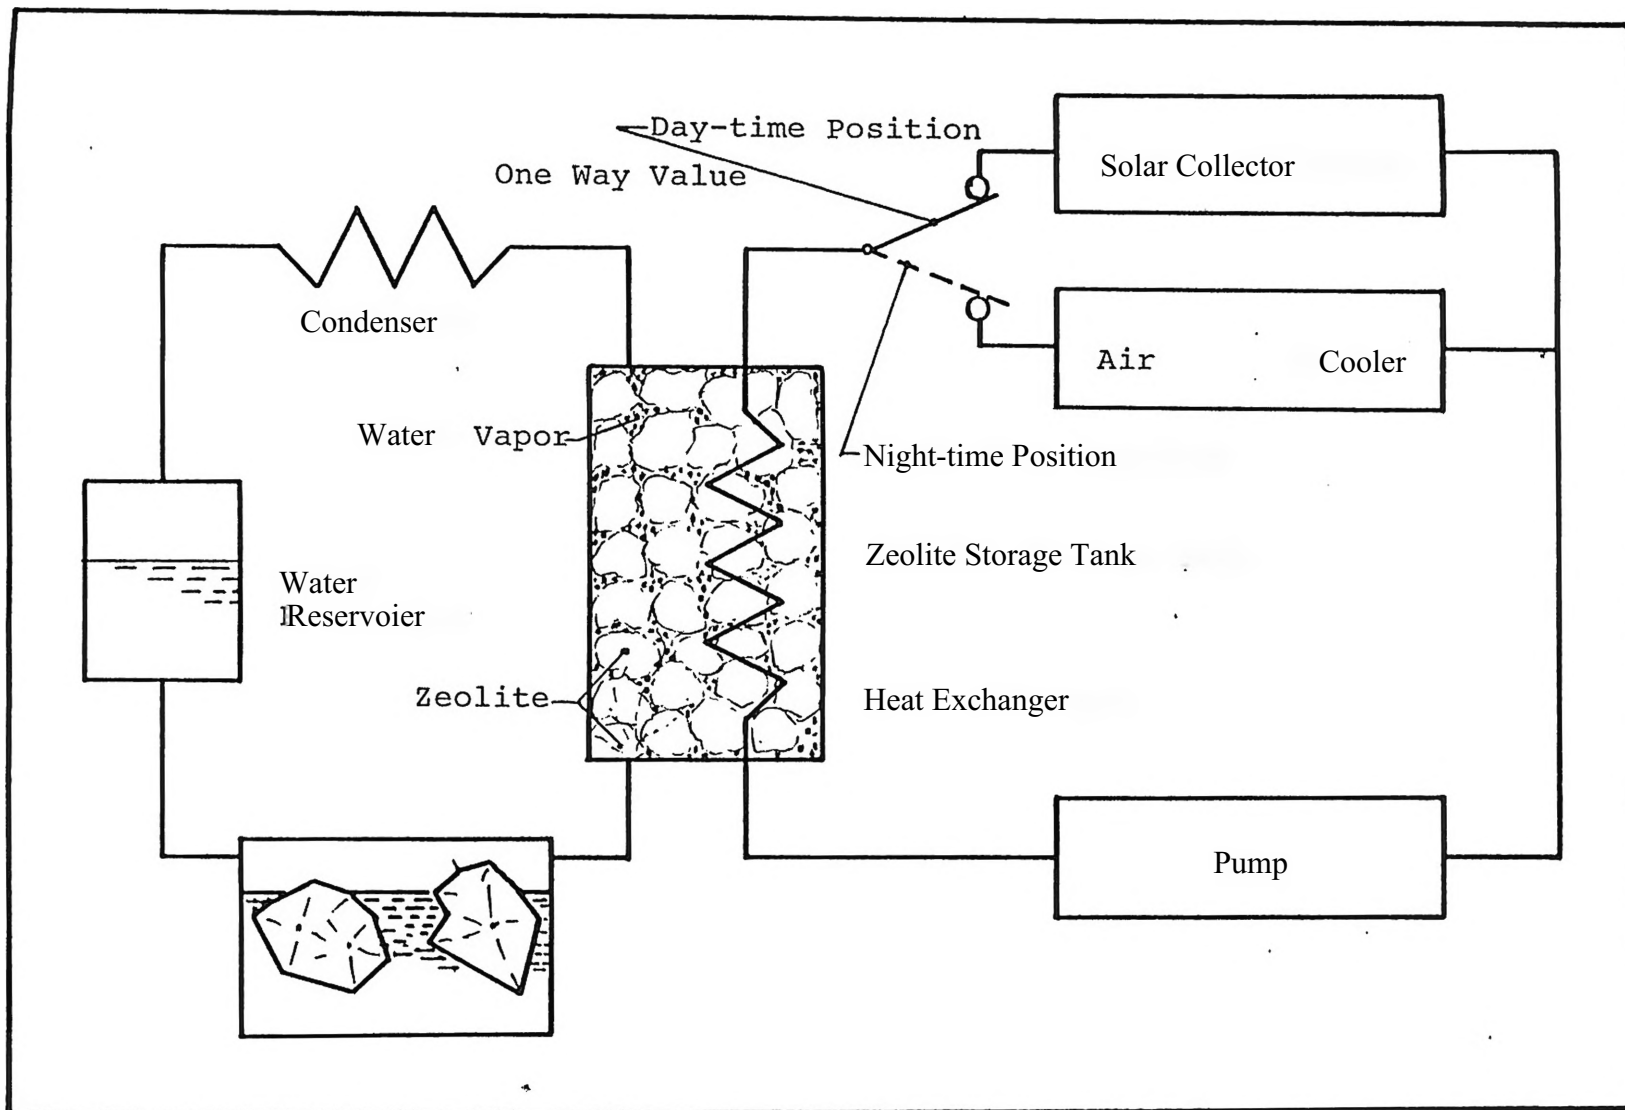 Day-time Position
One Way Value
Solar Collector
Condenser
Air Cooler
Water Vapor
Night-time Position
Zeolite Storage Tank
Water
Reservoier
Zeolite
Heat Exchanger
Pump